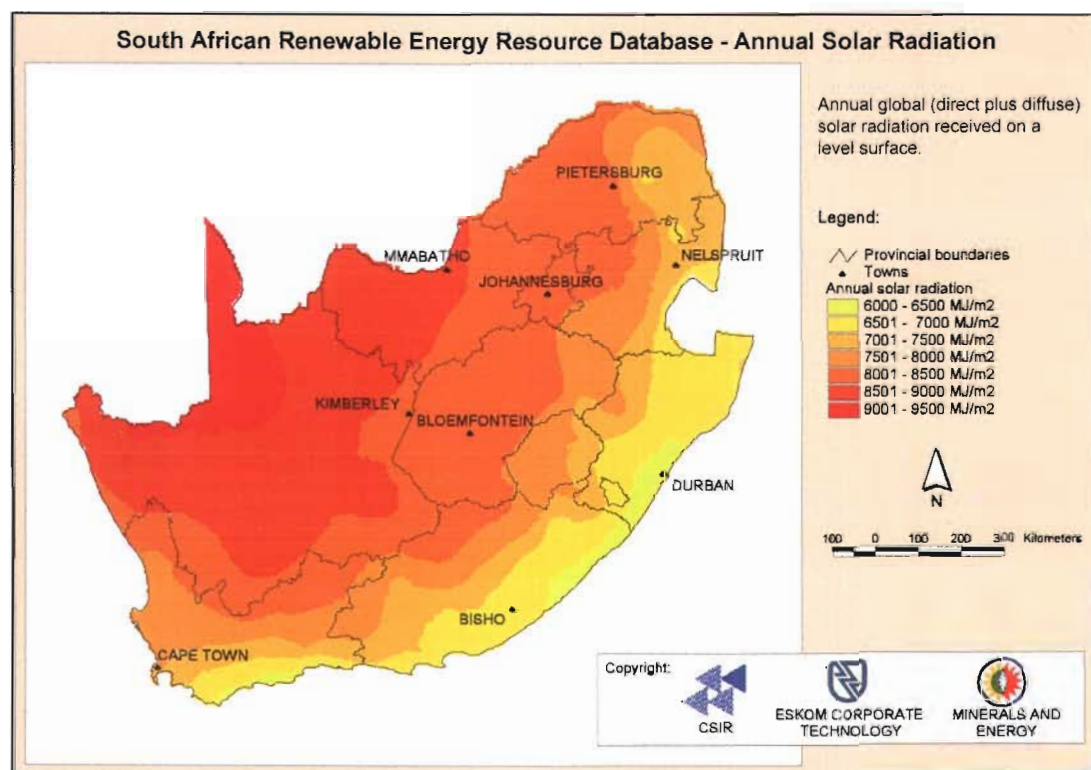 South African Renewable Energy Resource Database - Annual Solar Radiation
Annual global (direct plus diffuse)
solar radiation received on a
level surface.
Legend:
Provincial boundaries
Towns
Annual solar radiation
6000 - 6500 MJ/m2
6501 - 7000 MJ/m2
7001 - 7500 MJ/m2
7501 - 8000 MJ/m2
8001 - 8500 MJ/m2
8501 - 9000 MJ/m2
9001 - 9500 MJ/m2
N
100 0 100 200 300 Kilometers
PIETERSBURG
MMABATHO
NELSPRUIT
JOHANNESBURG
KIMBERLEY
BLOEMFONTEIN
DURBAN
BISHO
CAPE TOWN
Copyright:
CSIR
ESKOM CORPORATE
TECHNOLOGY
MINERALS AND
ENERGY